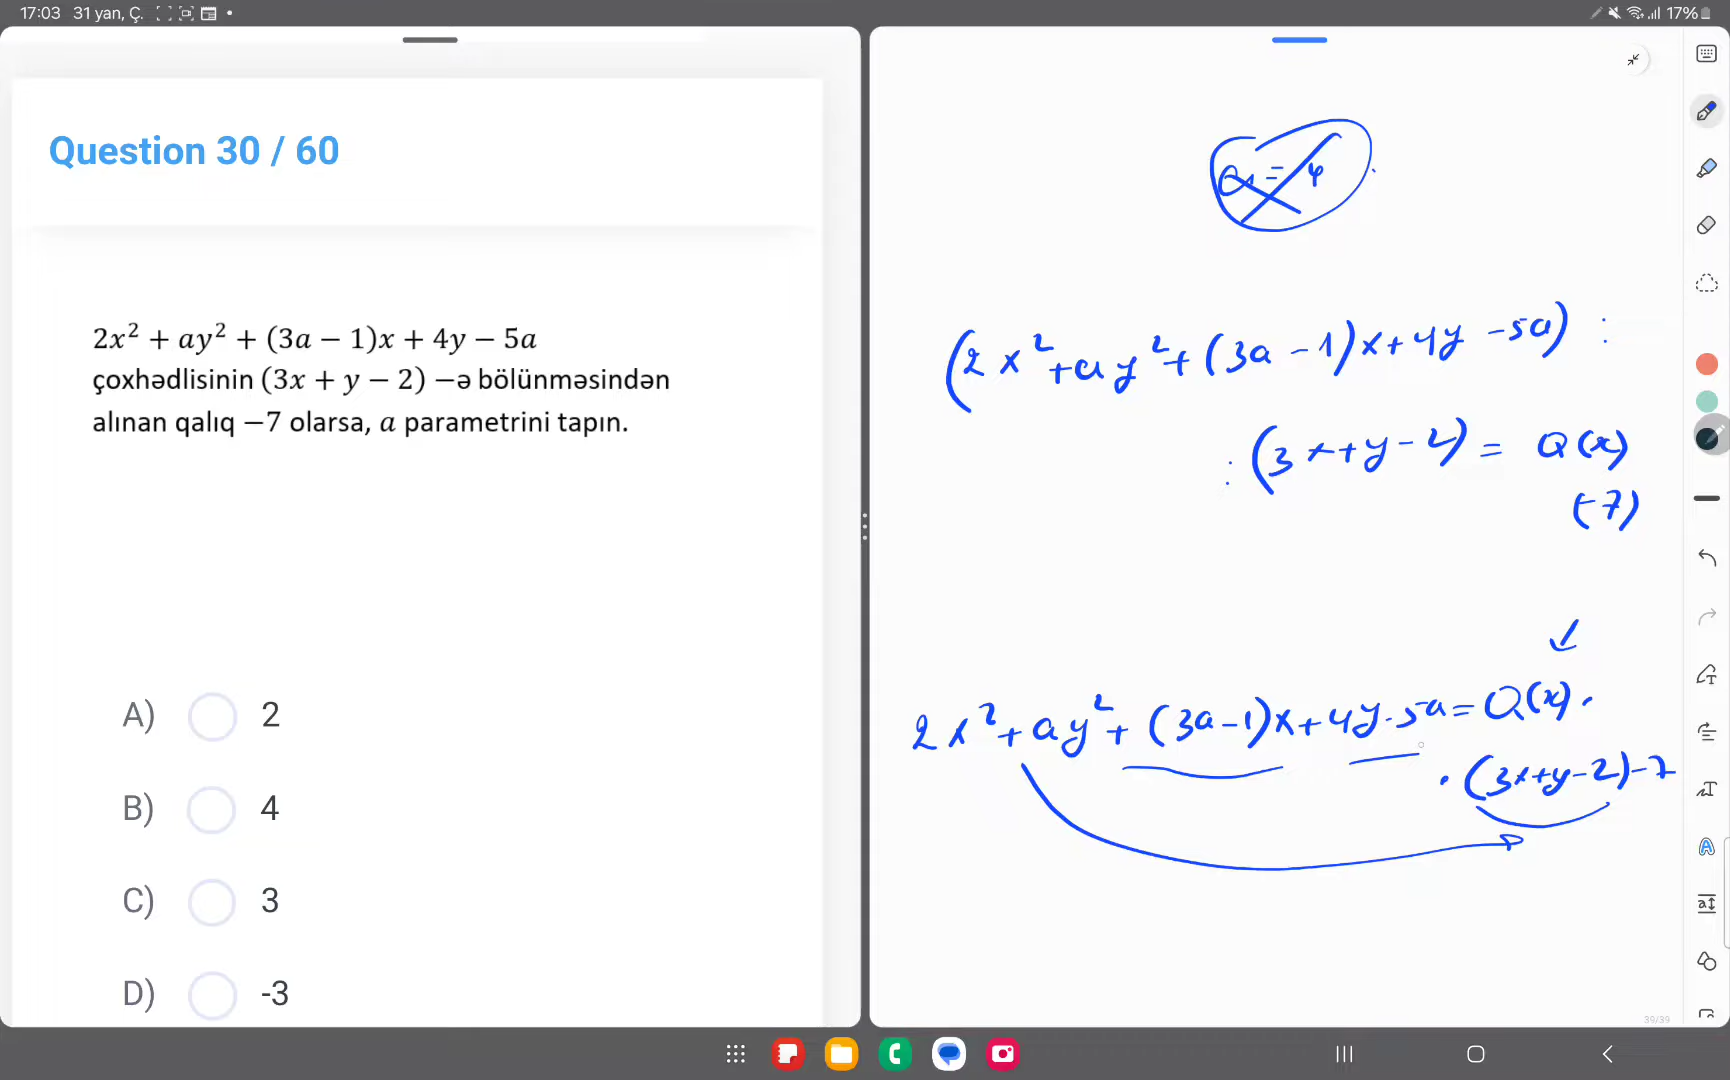 17:03 31 yan, Ç.
17%
Question 30 / 60
2x² + ay² + (3a − 1)x + 4y − 5a
çoxhədlisinin (3x + y − 2) −ə bölünməsindən
alınan qalıq −7 olarsa, a parametrini tapın.
A) 2
B) 4
C) 3
D) -3
a = 4
(2x² + ay² + (3a − 1)x + 4y − 5a) :
: (3x + y − 2) = Q(x)
(−7)
2x² + ay² + (3a − 1)x + 4y − 5a = Q(x) ·
· (3x + y − 2) − 7
39/39